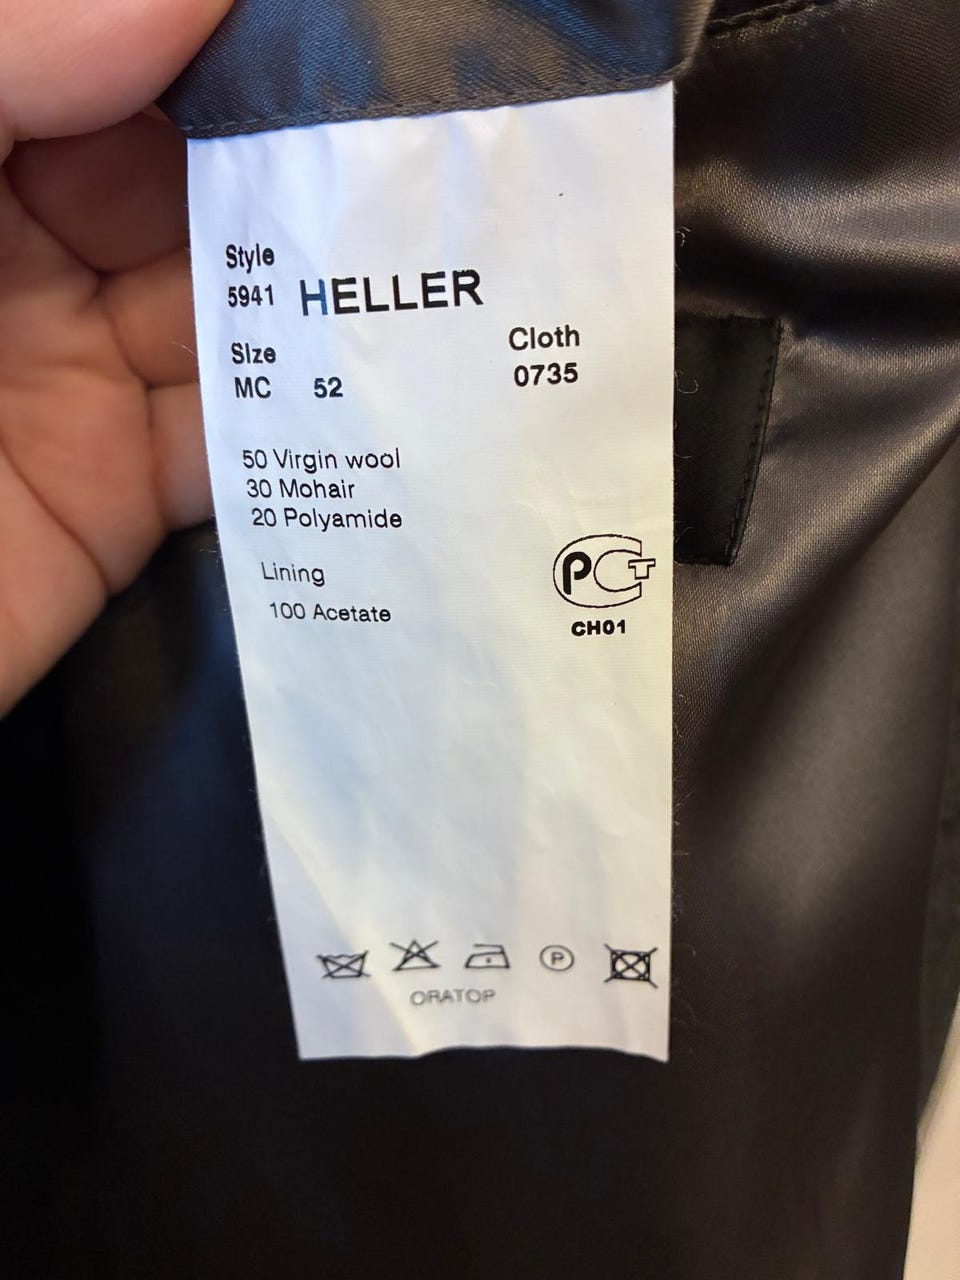 Style
5941 HELLER
SIze Cloth
MC 52 0735
50 Virgin wool
30 Mohair
20 Polyamide
Lining
100 Acetate
PCT
CH01
P
ORATOP